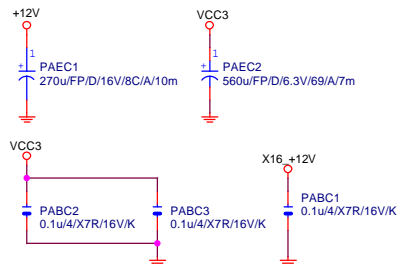 +12V VCC3
1 1
+ PAEC1 + PAEC2
270u/FP/D/16V/8C/A/10m 560u/FP/D/6.3V/69/A/7m
VCC3
X16_+12V
PABC2 PABC3 PABC1
0.1u/4/X7R/16V/K 0.1u/4/X7R/16V/K 0.1u/4/X7R/16V/K